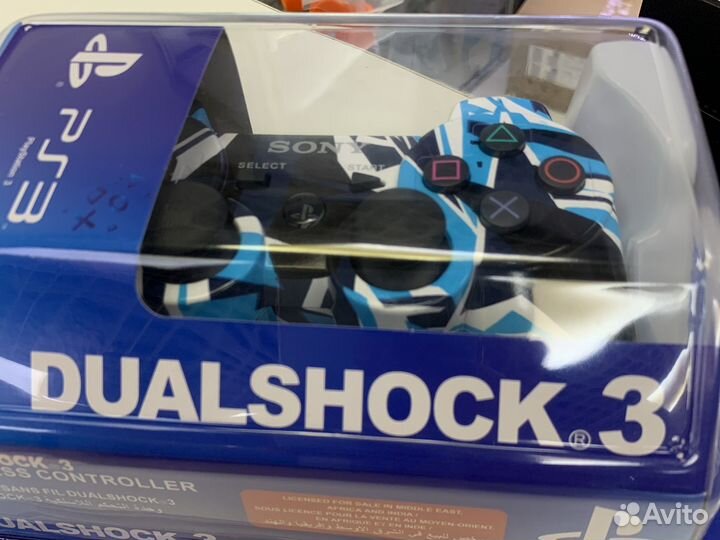 PS3
PlayStation 3
SONY
SELECT
START
DUALSHOCK® 3
OCK 3
SS CONTROLLER
SANS FIL DUALSHOCK 3
LICENSED FOR SALE IN MIDDLE EAST,
AFRICA AND INDIA /
SOUS LICENCE POUR LA VENTE AU MOYEN-ORIENT,
EN AFRIQUE ET EN INDE /
DUALSHOCK 3
Avito